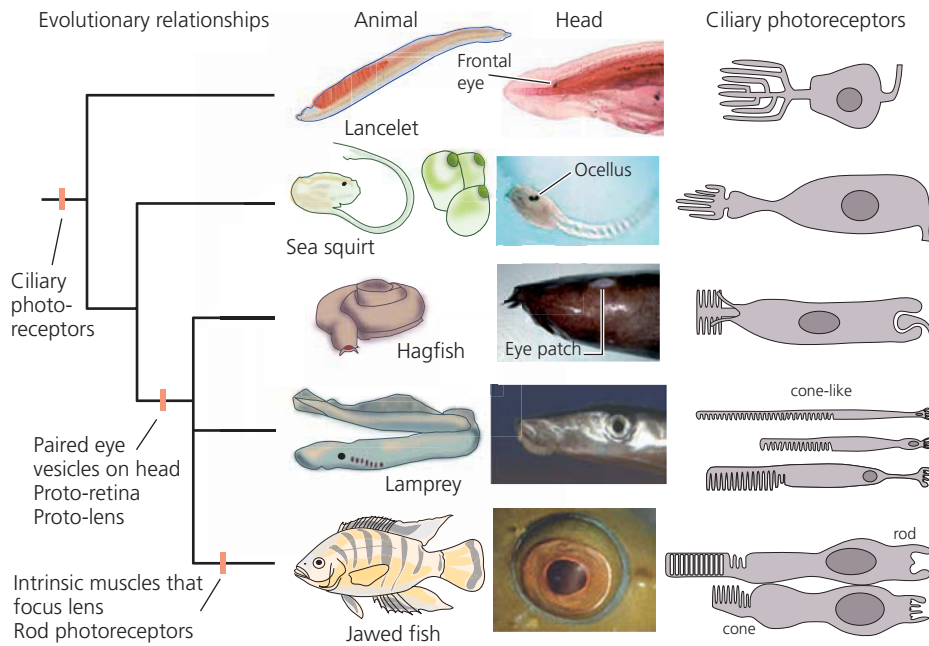 Evolutionary relationships
Animal
Head
Ciliary photoreceptors
Frontal
eye
Lancelet
Ocellus
Sea squirt
Ciliary
photo-
receptors
Hagfish
Eye patch
cone-like
Paired eye
vesicles on head
Proto-retina
Proto-lens
Lamprey
rod
Intrinsic muscles that
focus lens
Rod photoreceptors
Jawed fish
cone